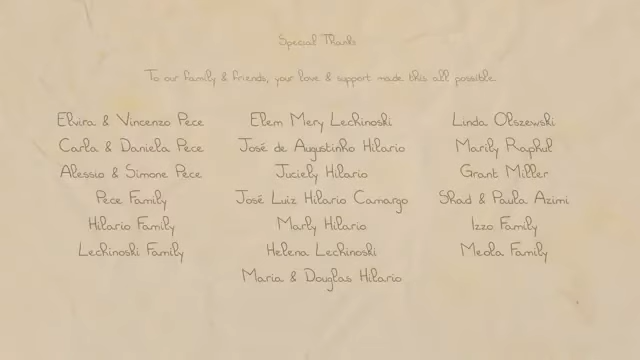 Special Thanks
To our family & friends, your love & support made this all possible.
Elvira & Vincenzo Pece
Carla & Daniela Pece
Alessio & Simone Pece
Pece Family
Hilario Family
Leckinoski Family
Elem Mery Leckinoski
José de Augustinho Hilario
Juciely Hilario
José Luiz Hilario Camargo
Marly Hilario
Helena Leckinoski
Maria & Douglas Hilario
Linda Olszewski
Marily Raphul
Grant Miller
Shad & Paula Azimi
Izzo Family
Meola Family